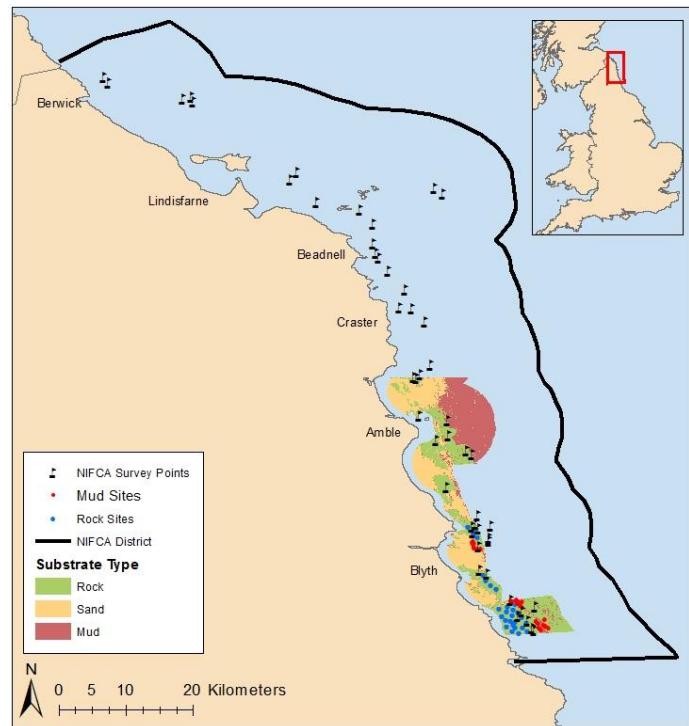 Berwick
Lindisfarne
Beadnell
Craster
Amble
Blyth
NIFCA Survey Points
Mud Sites
Rock Sites
NIFCA District
Substrate Type
Rock
Sand
Mud
N
0 5 10 20 Kilometers